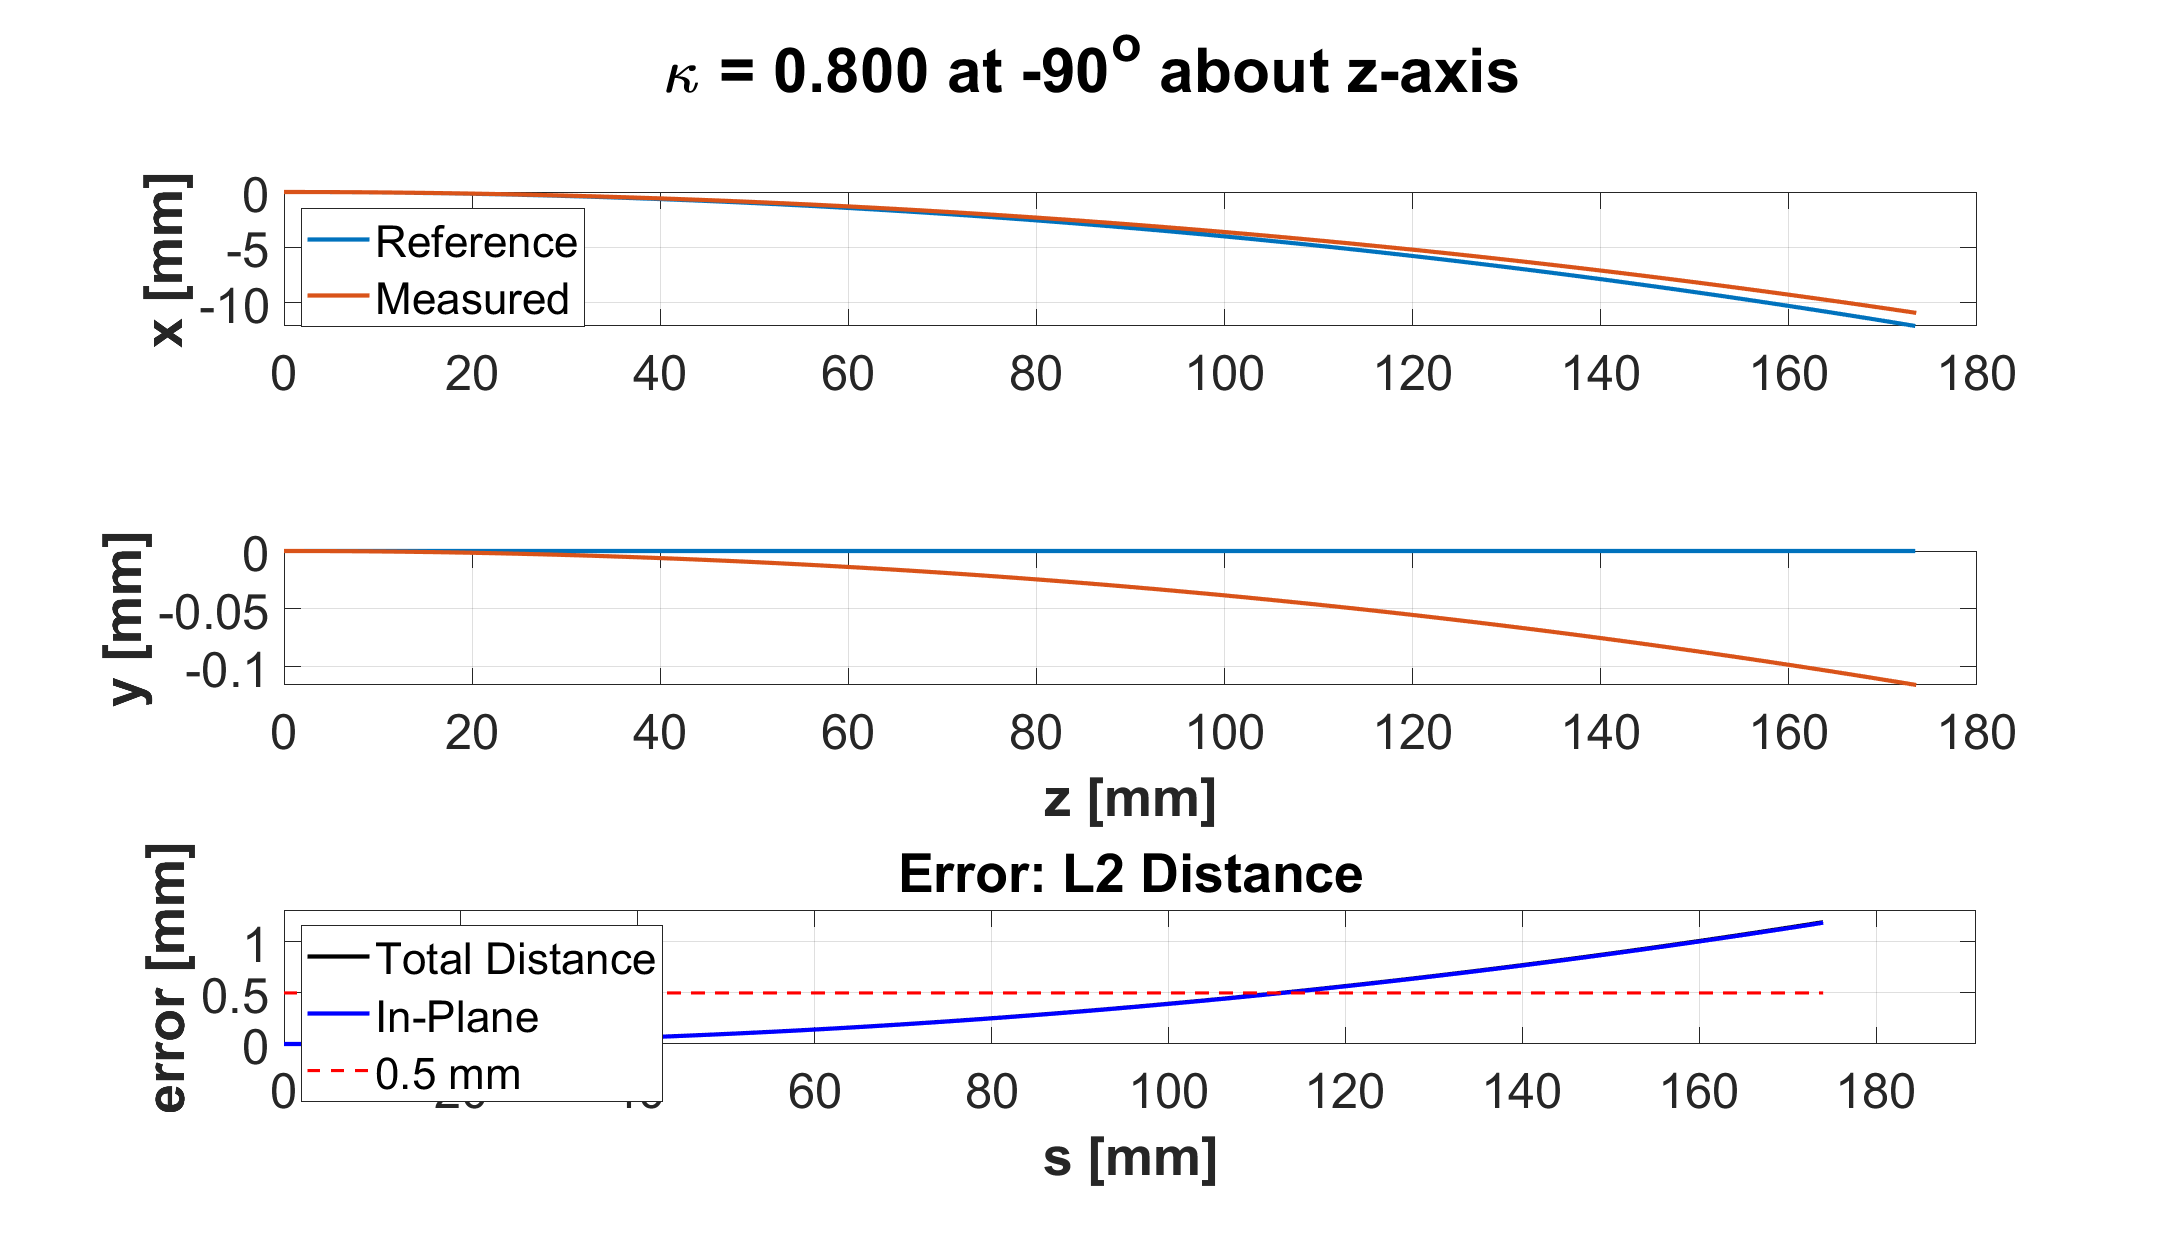 κ = 0.800 at -90° about z-axis
x [mm]
0
-5
-10
Reference
Measured
0 20 40 60 80 100 120 140 160 180
y [mm]
0
-0.05
-0.1
0 20 40 60 80 100 120 140 160 180
z [mm]
Error: L2 Distance
error [mm]
1
0.5
0
Total Distance
In-Plane
0.5 mm
0 60 80 100 120 140 160 180
s [mm]